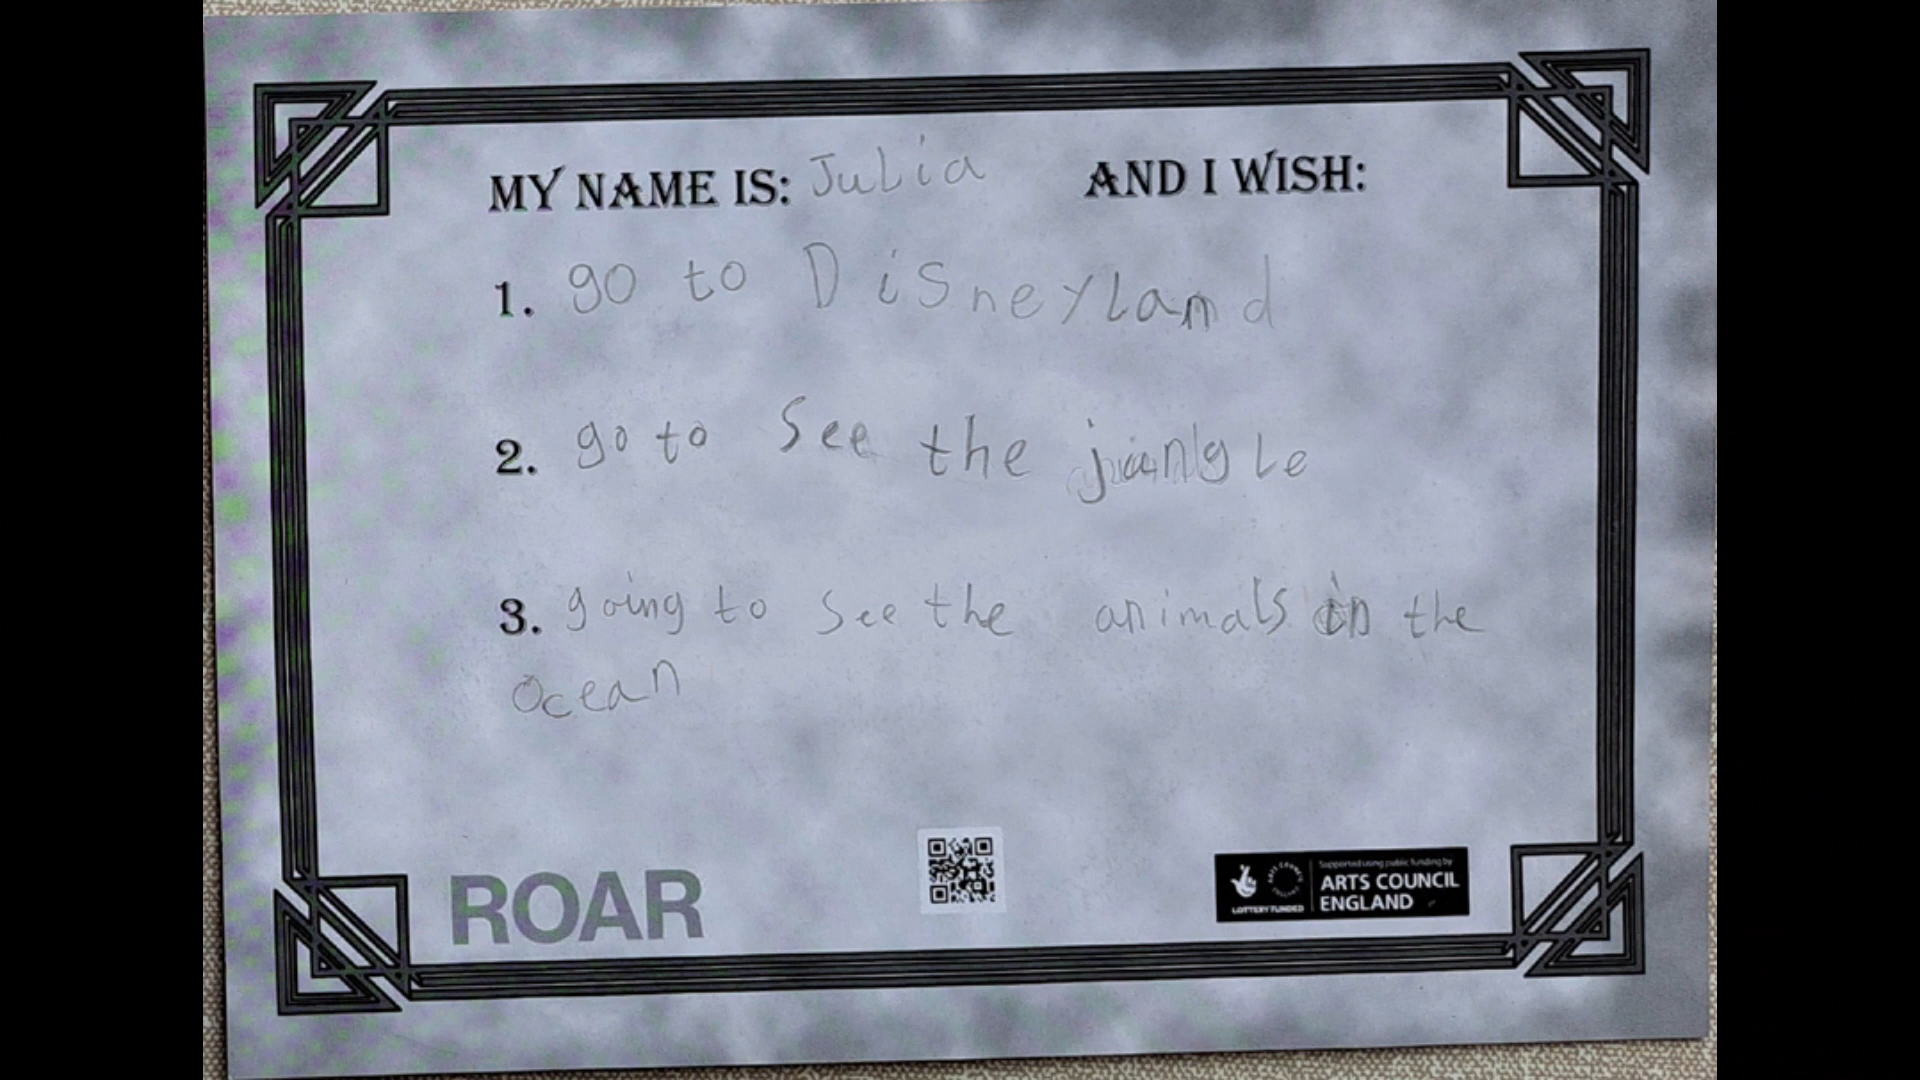 MY NAME IS: Julia AND I WISH:
1. go to Disneyland
2. go to see the jungle
3. going to see the animals in the
ocean
ROAR
Supported using public funding by
ARTS COUNCIL
ENGLAND
LOTTERY FUNDED